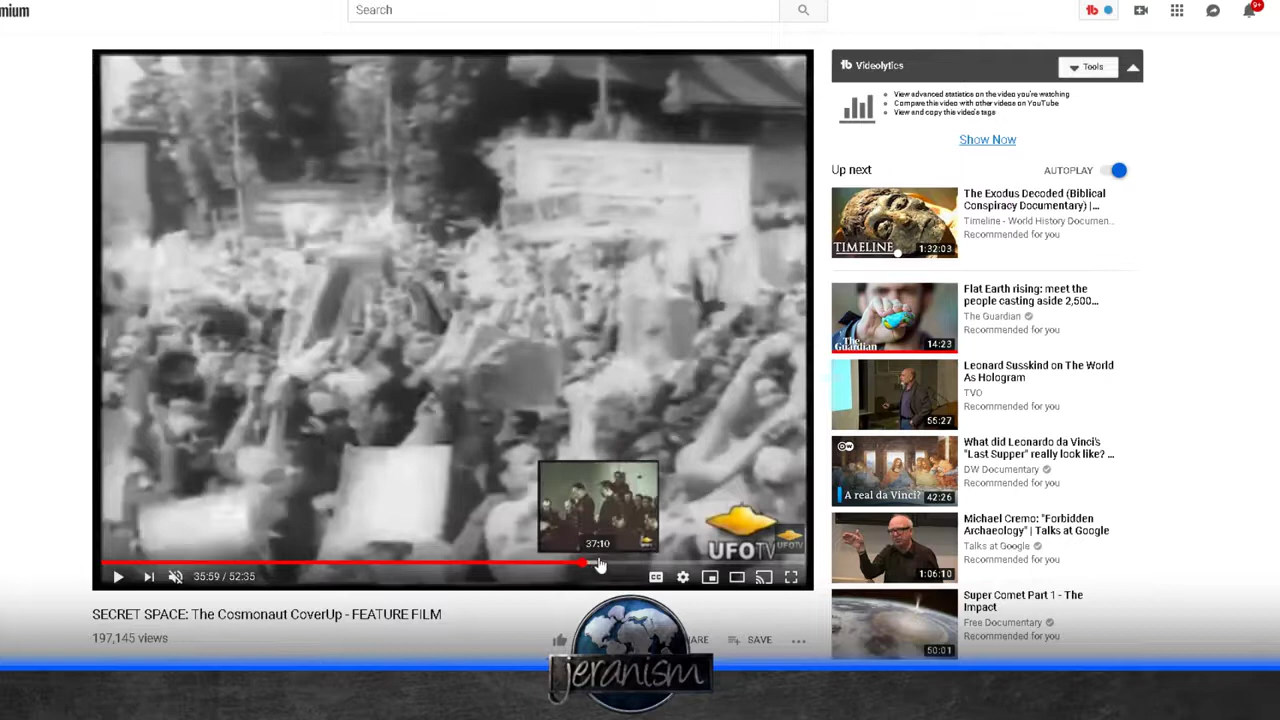 mium
Search
9+
Videolytics
Tools
View advanced statistics on the video you're watching
Compare this video with other videos on YouTube
View and copy this video's tags
Show Now
Up next
AUTOPLAY
The Exodus Decoded (Biblical
Conspiracy Documentary) |...
Timeline - World History Documen...
Recommended for you
TIMELINE
1:32:03
Flat Earth rising: meet the
people casting aside 2,500...
The Guardian
Recommended for you
The
Guardian
14:23
Leonard Susskind on The World
As Hologram
TVO
Recommended for you
55:27
What did Leonardo da Vinci's
"Last Supper" really look like? ...
DW Documentary
Recommended for you
A real da Vinci?
42:26
Michael Cremo: "Forbidden
Archaeology" | Talks at Google
Talks at Google
Recommended for you
1:06:10
Super Comet Part 1 - The
Impact
Free Documentary
Recommended for you
50:01
37:10
UFOTV
UFOTV
35:59 / 52:35
CC
SECRET SPACE: The Cosmonaut CoverUp - FEATURE FILM
197,145 views
HARE
SAVE
jeranism